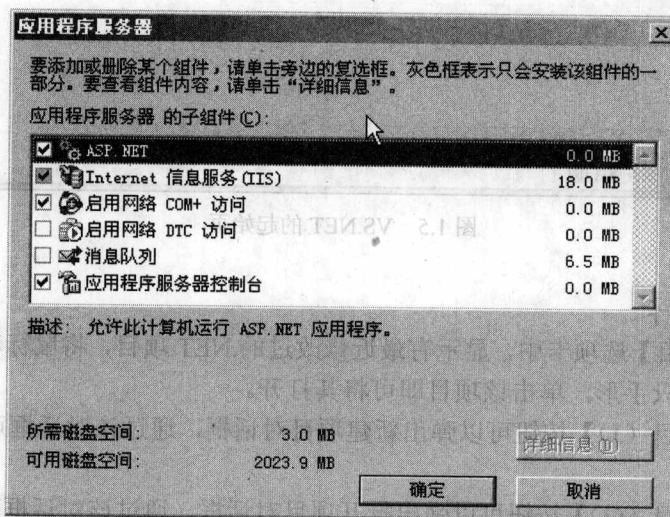 应用程序服务器
要添加或删除某个组件，请单击旁边的复选框。灰色框表示只会安装该组件的一
部分。要查看组件内容，请单击“详细信息”。
应用程序服务器 的子组件(C):
ASP.NET 0.0 MB
Internet 信息服务(IIS) 18.0 MB
启用网络 COM+ 访问 0.0 MB
启用网络 DTC 访问 0.0 MB
消息队列 6.5 MB
应用程序服务器控制台 0.0 MB
描述: 允许此计算机运行 ASP.NET 应用程序。
所需磁盘空间: 3.0 MB
详细信息(D)
可用磁盘空间: 2023.9 MB
确定 取消